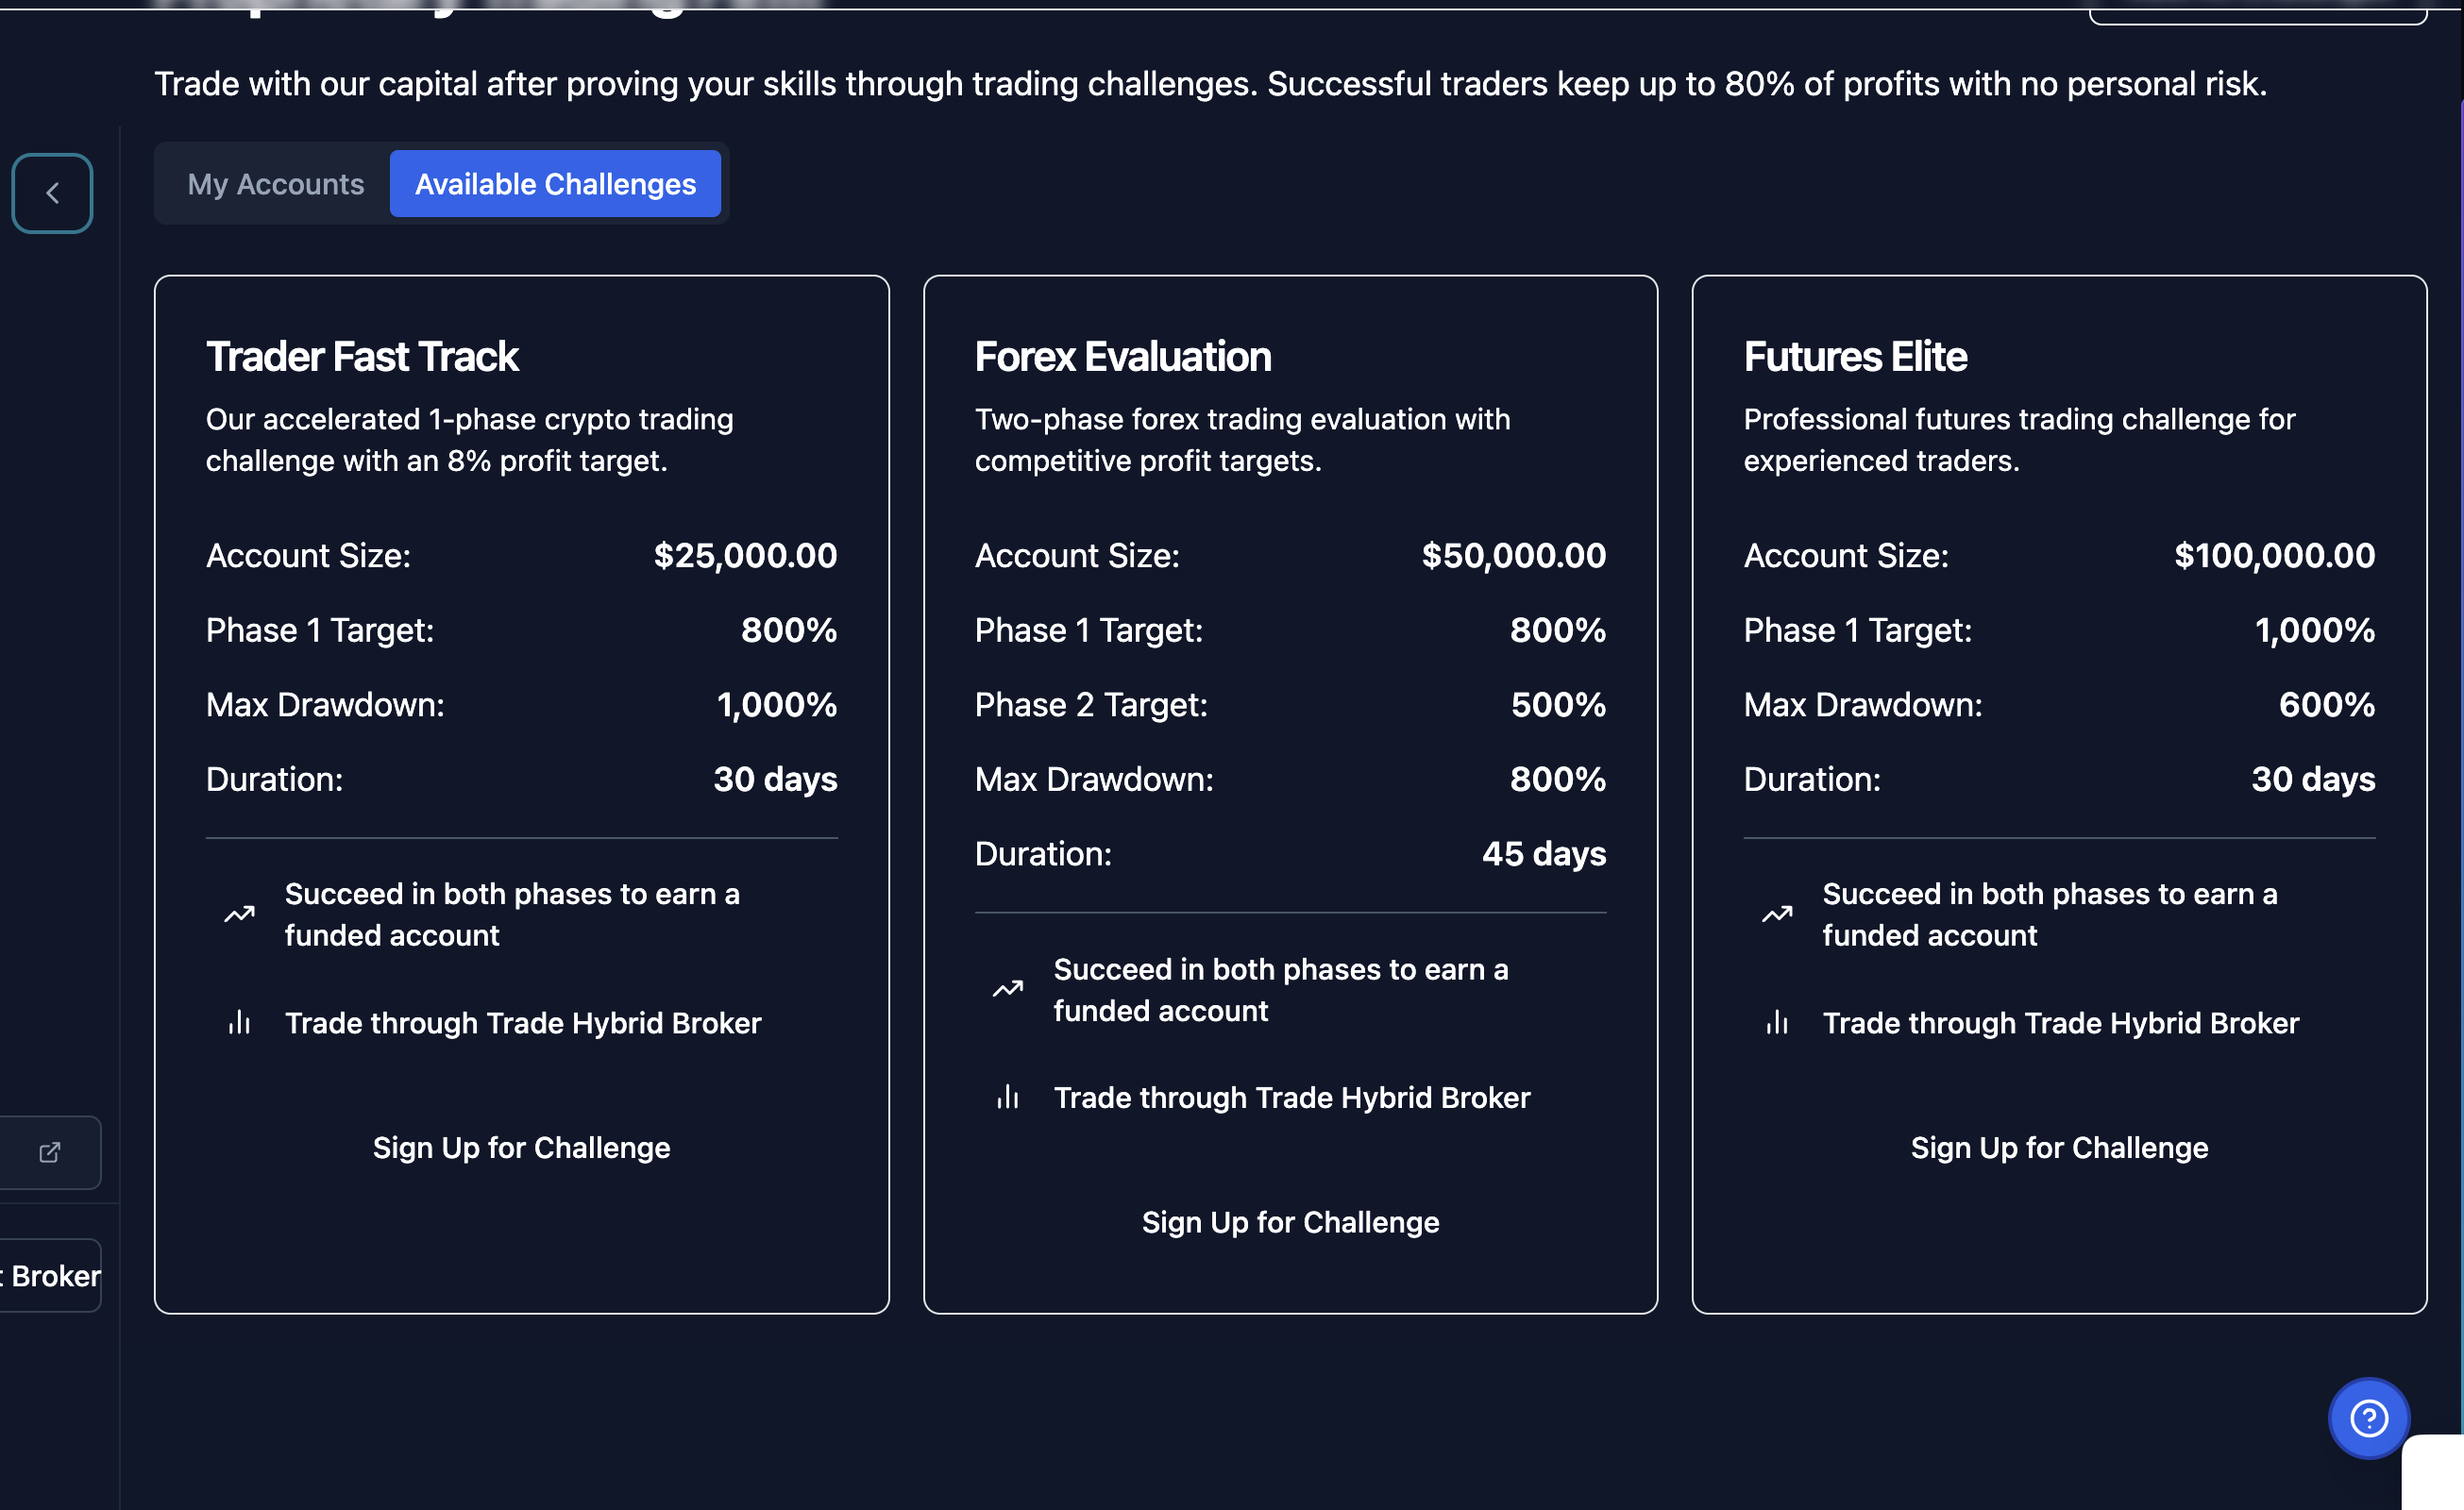 Trade with our capital after proving your skills through trading challenges. Successful traders keep up to 80% of profits with no personal risk.
My Accounts
Available Challenges
Trader Fast Track
Our accelerated 1-phase crypto trading
challenge with an 8% profit target.
Account Size: $25,000.00
Phase 1 Target: 800%
Max Drawdown: 1,000%
Duration: 30 days
Succeed in both phases to earn a
funded account
Trade through Trade Hybrid Broker
Sign Up for Challenge
Forex Evaluation
Two-phase forex trading evaluation with
competitive profit targets.
Account Size: $50,000.00
Phase 1 Target: 800%
Phase 2 Target: 500%
Max Drawdown: 800%
Duration: 45 days
Succeed in both phases to earn a
funded account
Trade through Trade Hybrid Broker
Sign Up for Challenge
Futures Elite
Professional futures trading challenge for
experienced traders.
Account Size: $100,000.00
Phase 1 Target: 1,000%
Max Drawdown: 600%
Duration: 30 days
Succeed in both phases to earn a
funded account
Trade through Trade Hybrid Broker
Sign Up for Challenge
Broker